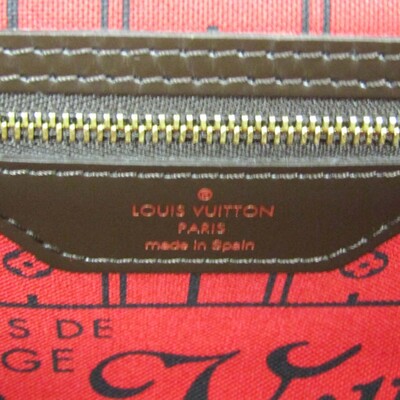 ®
LOUIS VUITTON
PARIS
made in Spain
S DE
GE